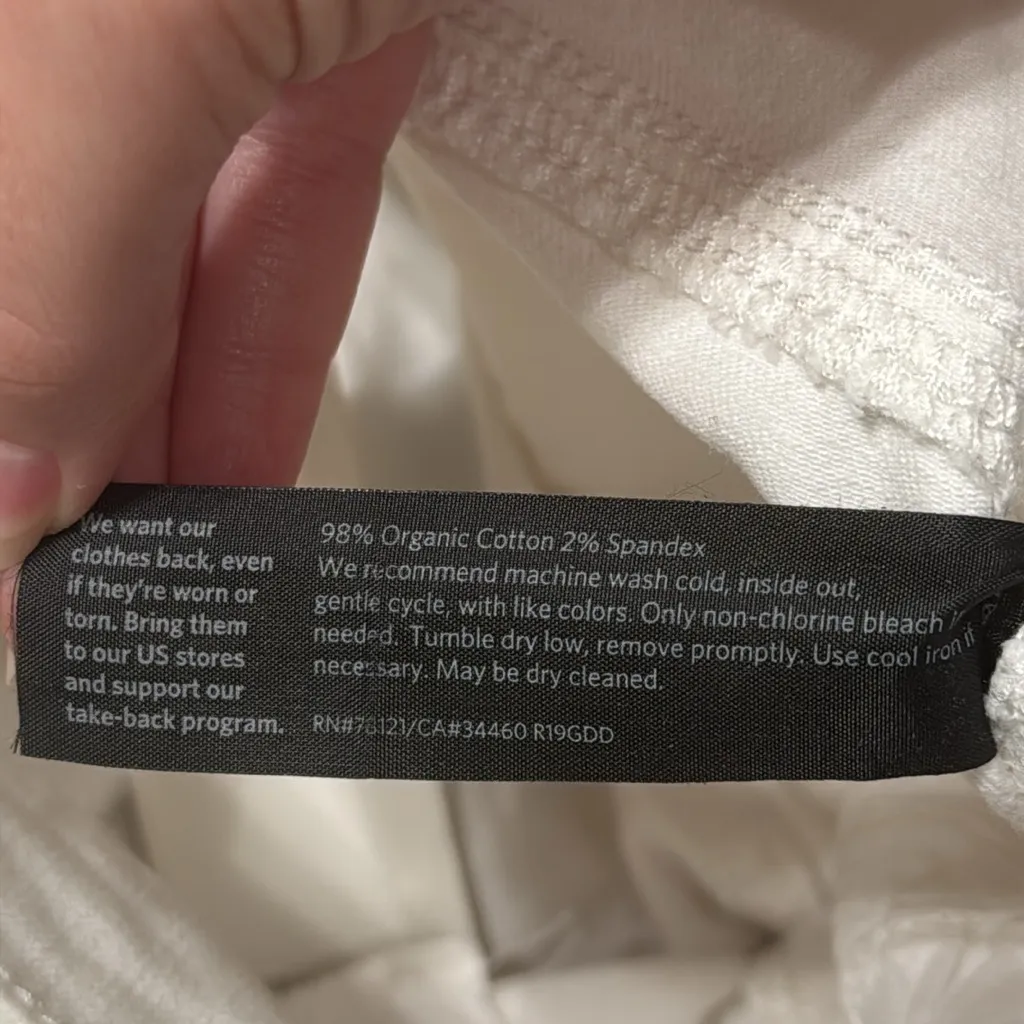 We want our
clothes back, even
if they're worn or
torn. Bring them
to our US stores
and support our
take-back program.
98% Organic Cotton 2% Spandex
We recommend machine wash cold, inside out,
gentle cycle, with like colors. Only non-chlorine bleach
needed. Tumble dry low, remove promptly. Use cool iron if
necessary. May be dry cleaned.
CA#34460 R19GDD